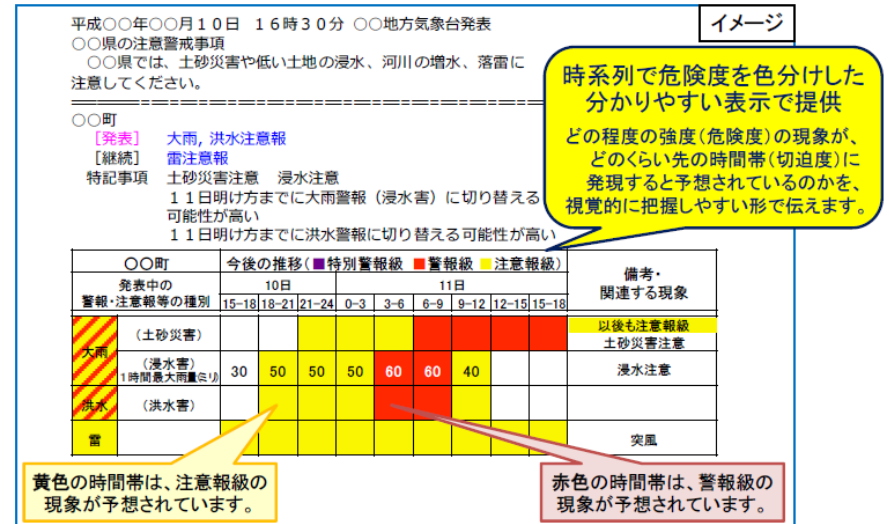 平成○○年○○月10日 16時30分 ○○地方気象台発表
イメージ
○○県の注意警戒事項
○○県では、土砂災害や低い土地の浸水、河川の増水、落雷に
注意してください。
==================================================
時系列で危険度を色分けした
分かりやすい表示で提供
どの程度の強度(危険度)の現象が、
どのくらい先の時間帯(切迫度)に
発現すると予想されているのかを、
視覚的に把握しやすい形で伝えます。
○○町
[発表] 大雨, 洪水注意報
[継続] 雷注意報
特記事項 土砂災害注意 浸水注意
11日明け方までに大雨警報(浸水害)に切り替える
可能性が高い
11日明け方までに洪水警報に切り替える可能性が高い
○○町 今後の推移(■特別警報級 ■警報級 ■注意報級) 備考・
関連する現象
発表中の
警報・注意報等の種別
10日 11日
15-18 18-21 21-24 0-3 3-6 6-9 9-12 12-15 15-18
大雨 (土砂災害) 以後も注意報級
土砂災害注意
(浸水害)
1時間最大雨量(ミリ) 30 50 50 50 60 60 40 浸水注意
洪水 (洪水害)
雷 突風
黄色の時間帯は、注意報級の
現象が予想されています。
赤色の時間帯は、警報級の
現象が予想されています。